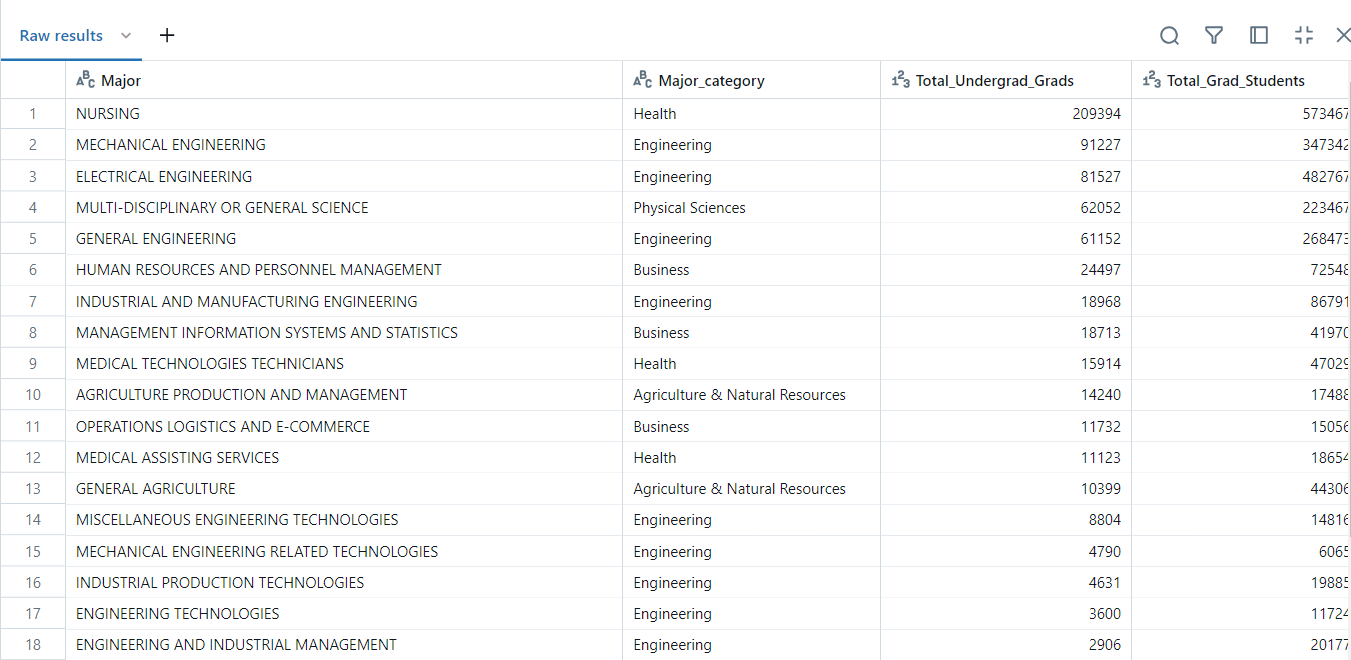 Raw results
ABC Major ABC Major_category 123 Total_Undergrad_Grads 123 Total_Grad_Students
1 NURSING Health 209394 573467
2 MECHANICAL ENGINEERING Engineering 91227 347342
3 ELECTRICAL ENGINEERING Engineering 81527 482767
4 MULTI-DISCIPLINARY OR GENERAL SCIENCE Physical Sciences 62052 223467
5 GENERAL ENGINEERING Engineering 61152 268473
6 HUMAN RESOURCES AND PERSONNEL MANAGEMENT Business 24497 72548
7 INDUSTRIAL AND MANUFACTURING ENGINEERING Engineering 18968 86791
8 MANAGEMENT INFORMATION SYSTEMS AND STATISTICS Business 18713 41970
9 MEDICAL TECHNOLOGIES TECHNICIANS Health 15914 47029
10 AGRICULTURE PRODUCTION AND MANAGEMENT Agriculture & Natural Resources 14240 17488
11 OPERATIONS LOGISTICS AND E-COMMERCE Business 11732 15056
12 MEDICAL ASSISTING SERVICES Health 11123 18654
13 GENERAL AGRICULTURE Agriculture & Natural Resources 10399 44306
14 MISCELLANEOUS ENGINEERING TECHNOLOGIES Engineering 8804 14816
15 MECHANICAL ENGINEERING RELATED TECHNOLOGIES Engineering 4790 6065
16 INDUSTRIAL PRODUCTION TECHNOLOGIES Engineering 4631 19885
17 ENGINEERING TECHNOLOGIES Engineering 3600 11724
18 ENGINEERING AND INDUSTRIAL MANAGEMENT Engineering 2906 20177